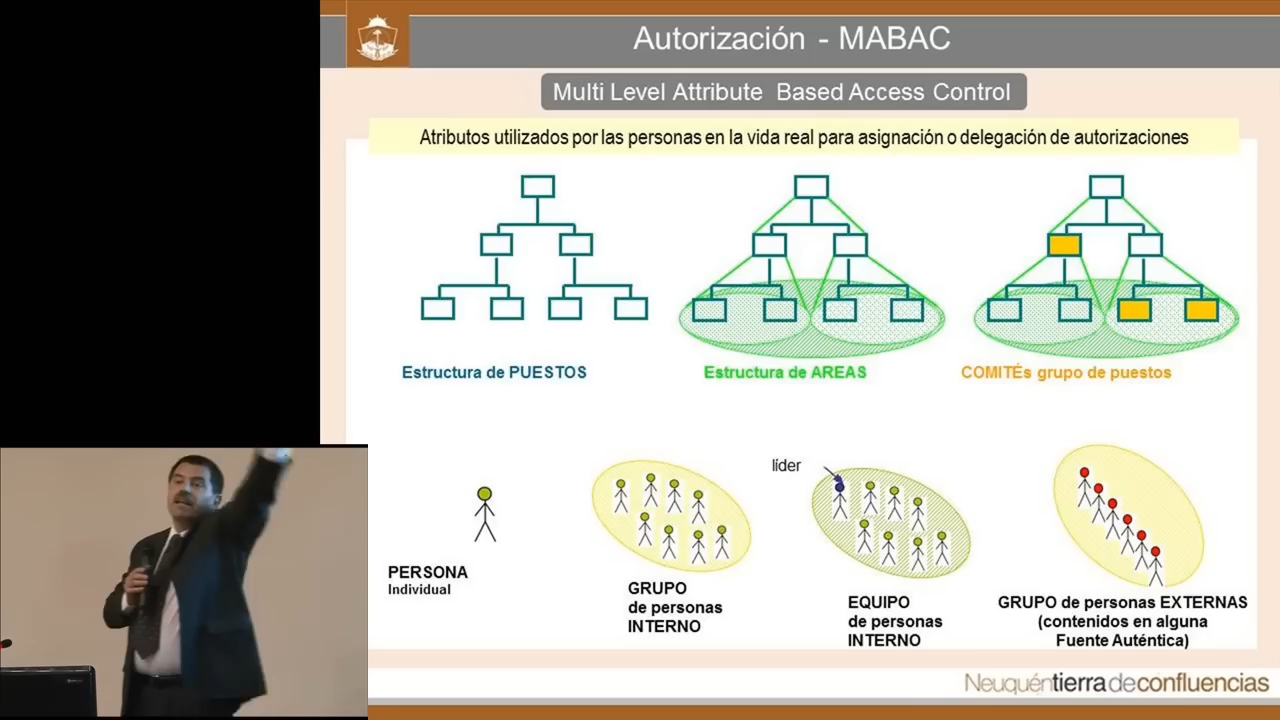 Autorización - MABAC
Multi Level Attribute Based Access Control
Atributos utilizados por las personas en la vida real para asignación o delegación de autorizaciones
Estructura de PUESTOS
Estructura de AREAS
COMITÉs grupo de puestos
líder
PERSONA
Individual
GRUPO
de personas
INTERNO
EQUIPO
de personas
INTERNO
GRUPO de personas EXTERNAS
(contenidos en alguna
Fuente Auténtica)
Neuquéntierradeconfluencias